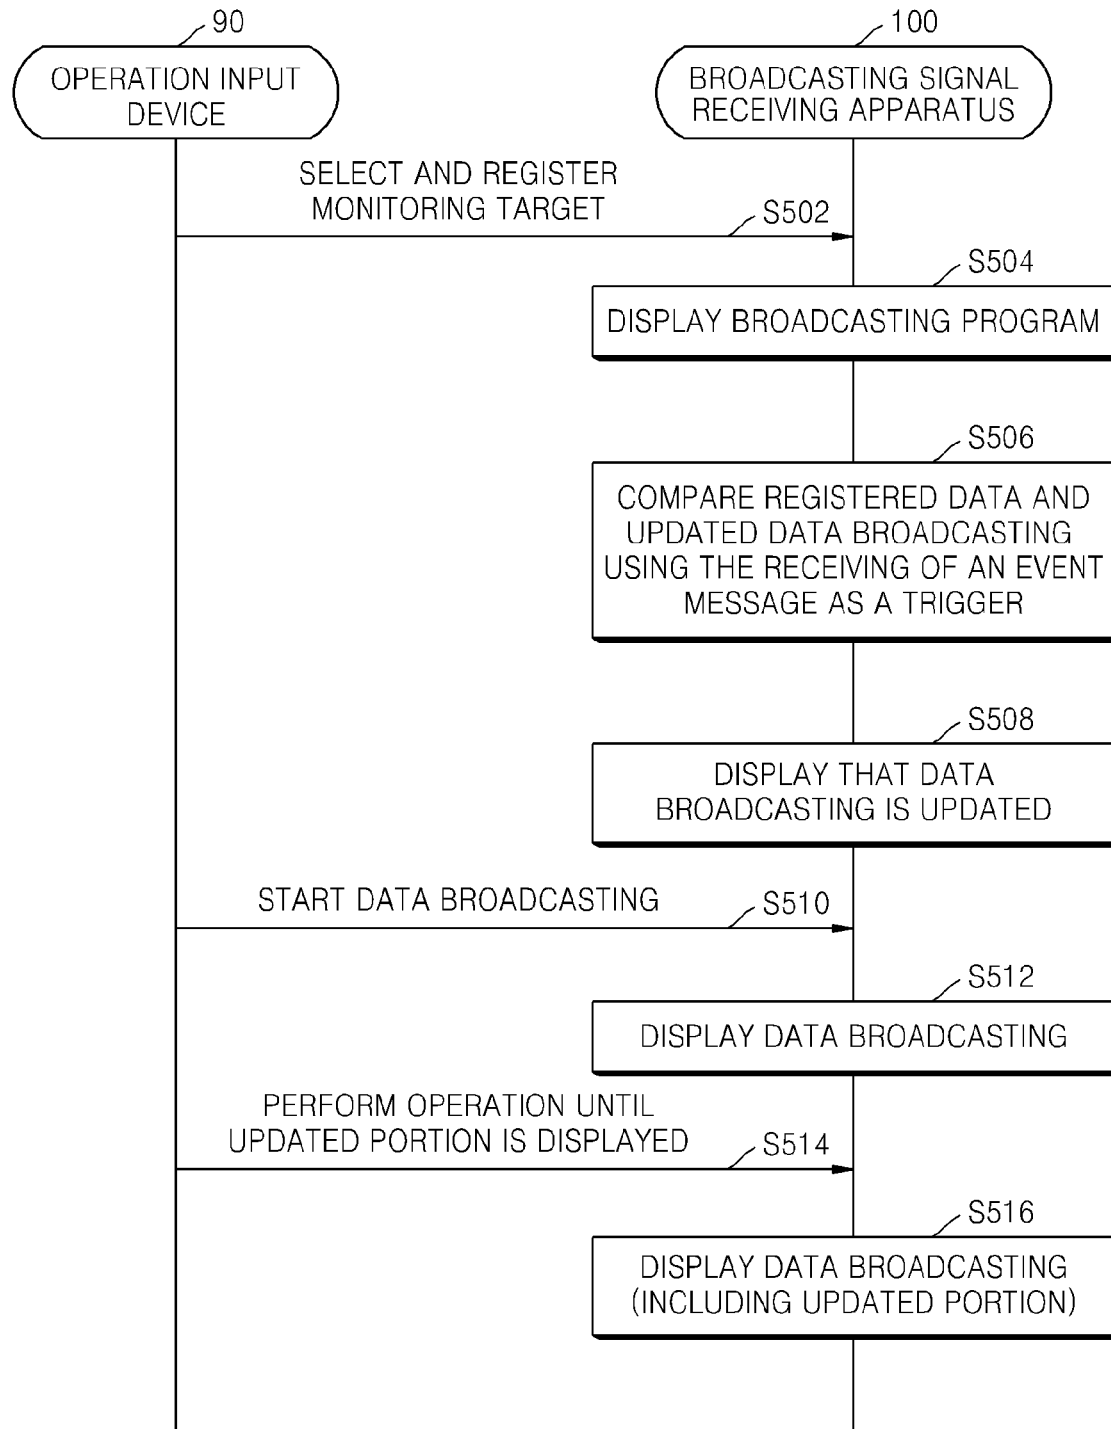 90
OPERATION INPUT
DEVICE
100
BROADCASTING SIGNAL
RECEIVING APPARATUS
SELECT AND REGISTER
MONITORING TARGET
S502
S504
DISPLAY BROADCASTING PROGRAM
S506
COMPARE REGISTERED DATA AND
UPDATED DATA BROADCASTING
USING THE RECEIVING OF AN EVENT
MESSAGE AS A TRIGGER
S508
DISPLAY THAT DATA
BROADCASTING IS UPDATED
START DATA BROADCASTING
S510
S512
DISPLAY DATA BROADCASTING
PERFORM OPERATION UNTIL
UPDATED PORTION IS DISPLAYED
S514
S516
DISPLAY DATA BROADCASTING
(INCLUDING UPDATED PORTION)